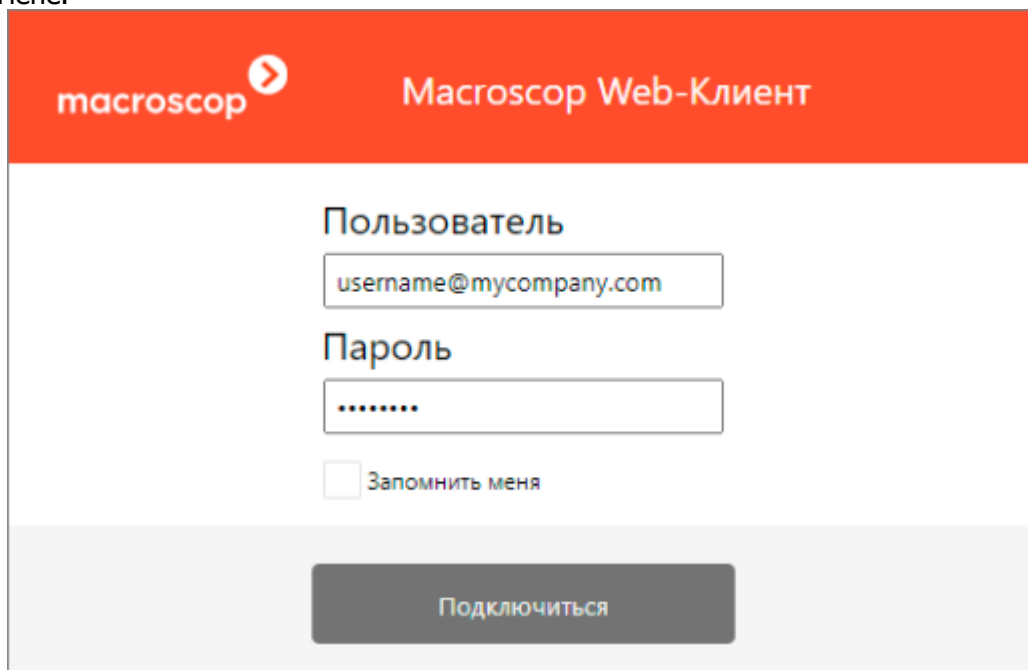 macroscop
Macroscop Web-Клиент
Пользователь
username@mycompany.com
Пароль
••••••••
Запомнить меня
Подключиться